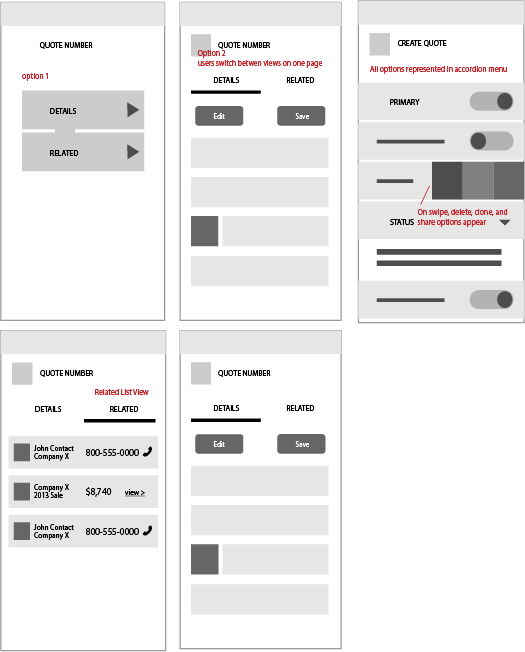 QUOTE NUMBER
option 1
DETAILS
RELATED
QUOTE NUMBER
Option 2
users switch betwen views on one page
DETAILS RELATED
Edit Save
CREATE QUOTE
All options represented in accordion menu
PRIMARY
On swipe, delete, clone, and
share options appear
STATUS
QUOTE NUMBER
Related List View
DETAILS RELATED
John Contact
Company X
800-555-0000
Company X
2013 Sale
$8,740 view >
John Contact
Company X
800-555-0000
QUOTE NUMBER
DETAILS RELATED
Edit Save